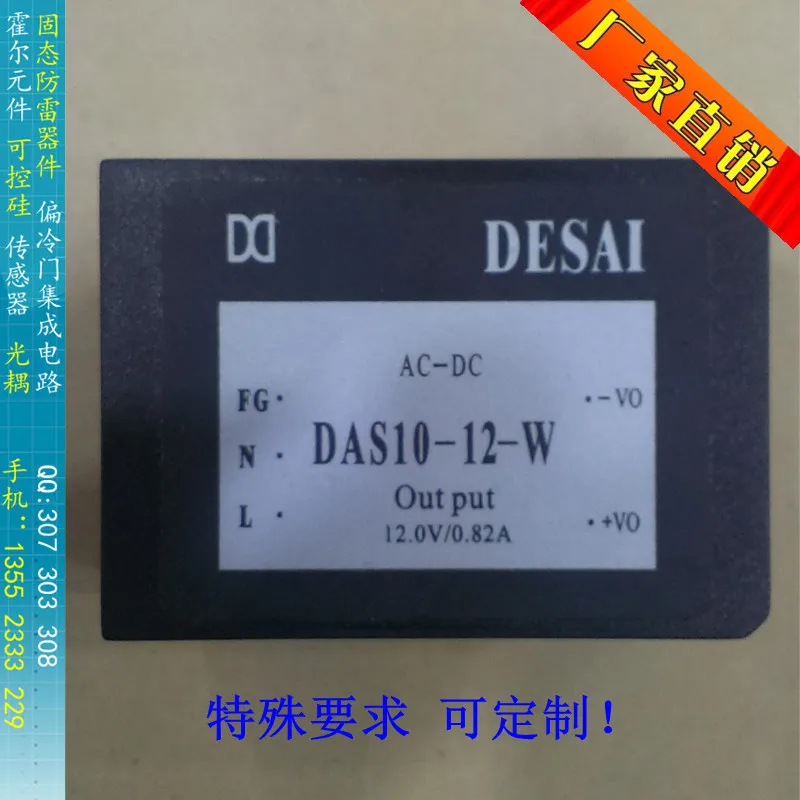 固态防雷器件 偏冷门集成电路
霍尔元件 可控硅 传感器 光耦
QQ:307 303 308
手机:1355 2333 229
厂家直销
DESAI
AC-DC
FG
-VO
N
DAS10-12-W
Output
L
12.0V/0.82A
+VO
特殊要求 可定制!